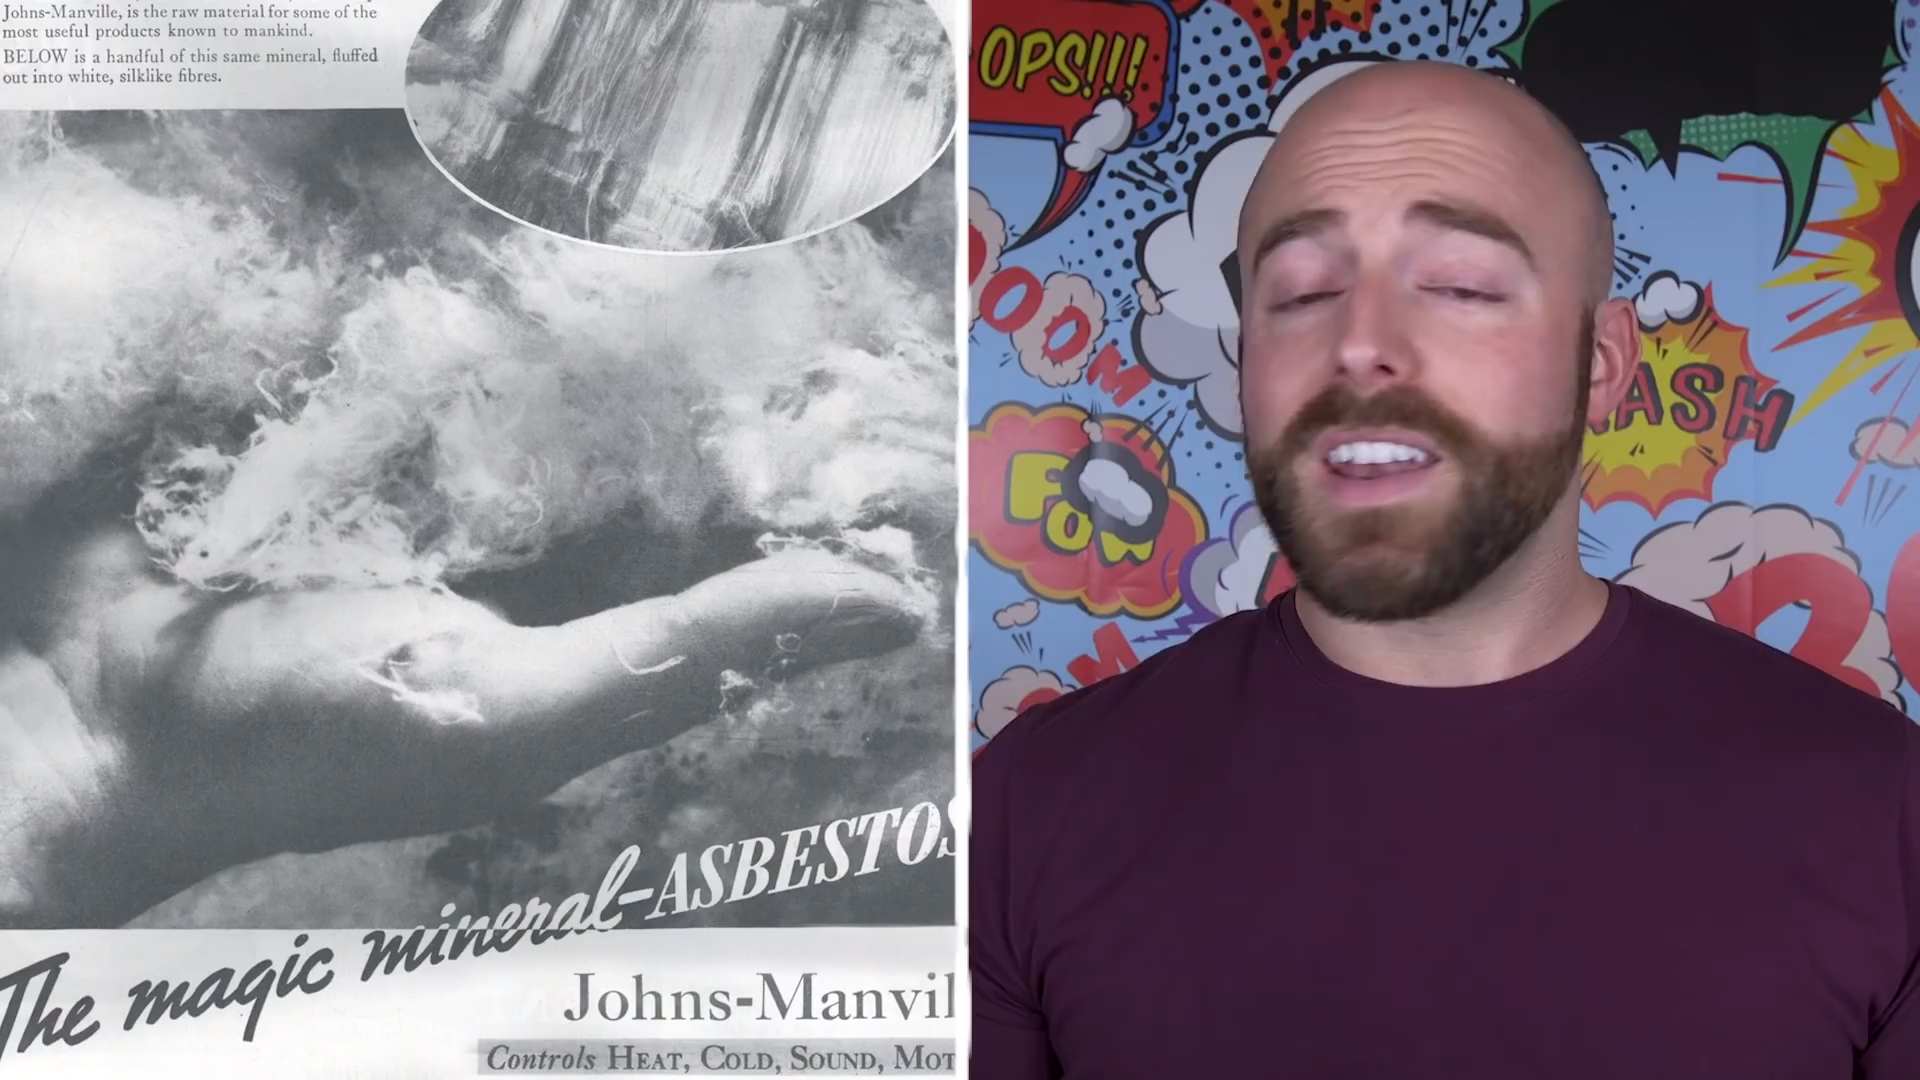 Johns-Manville, is the raw material for some of the
most useful products known to mankind.
BELOW is a handful of this same mineral, fluffed
out into white, silklike fibres.
The magic mineral-ASBESTOS
Johns-Manvil
Controls HEAT, COLD, SOUND, MOT
OPS!!!
OOM
POW
ASH